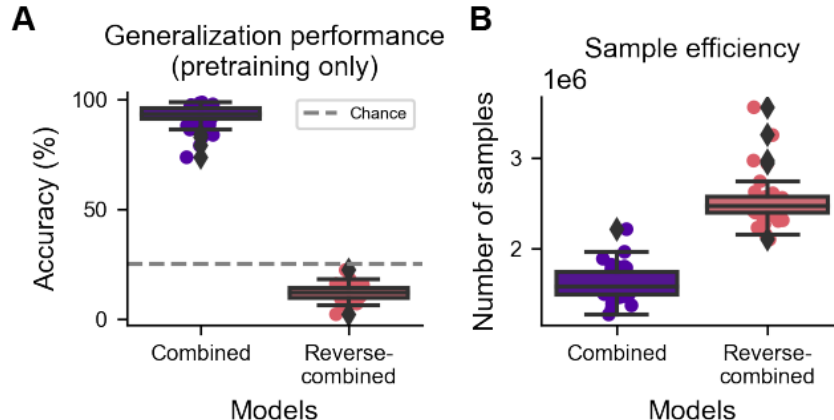 A
Generalization performance
(pretraining only)
100
50
0
Accuracy (%)
Chance
Combined
Reverse-
combined
Models
B
Sample efficiency
1e6
3
2
Number of samples
Combined
Reverse-
combined
Models